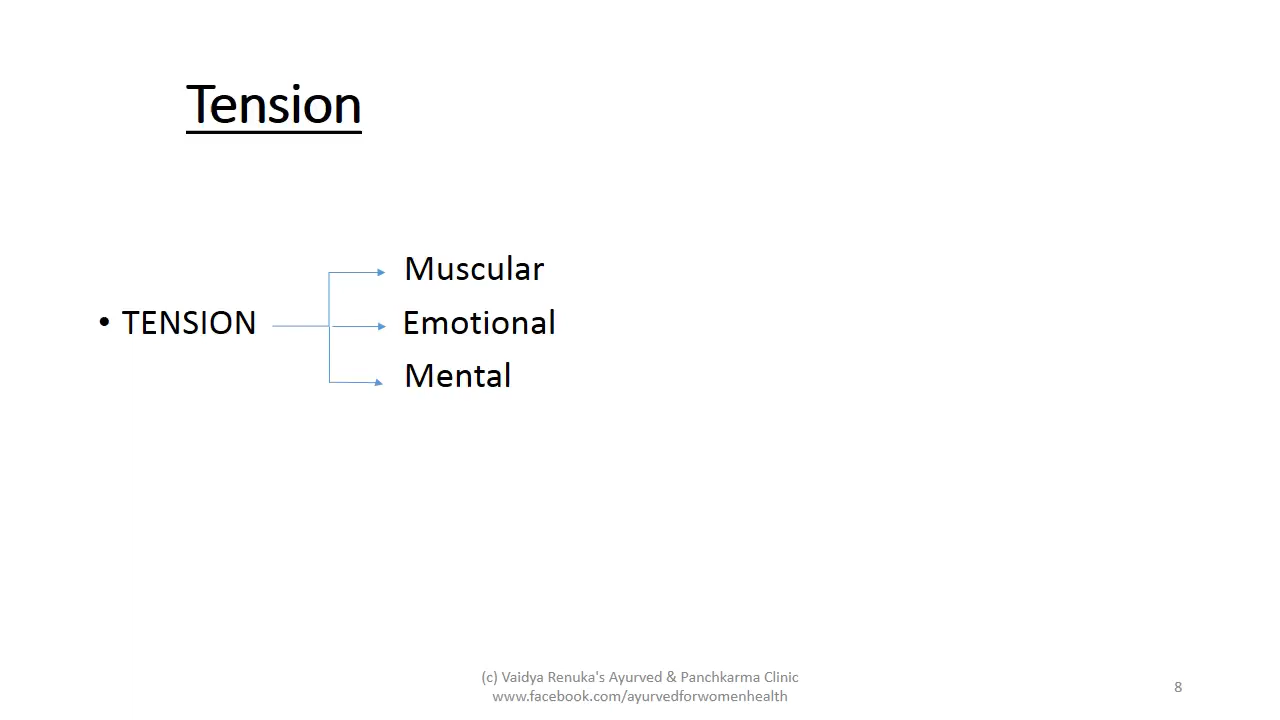 Tension
Muscular
• TENSION
Emotional
Mental
(c) Vaidya Renuka's Ayurved & Panchkarma Clinic
www.facebook.com/ayurvedforwomenhealth
8